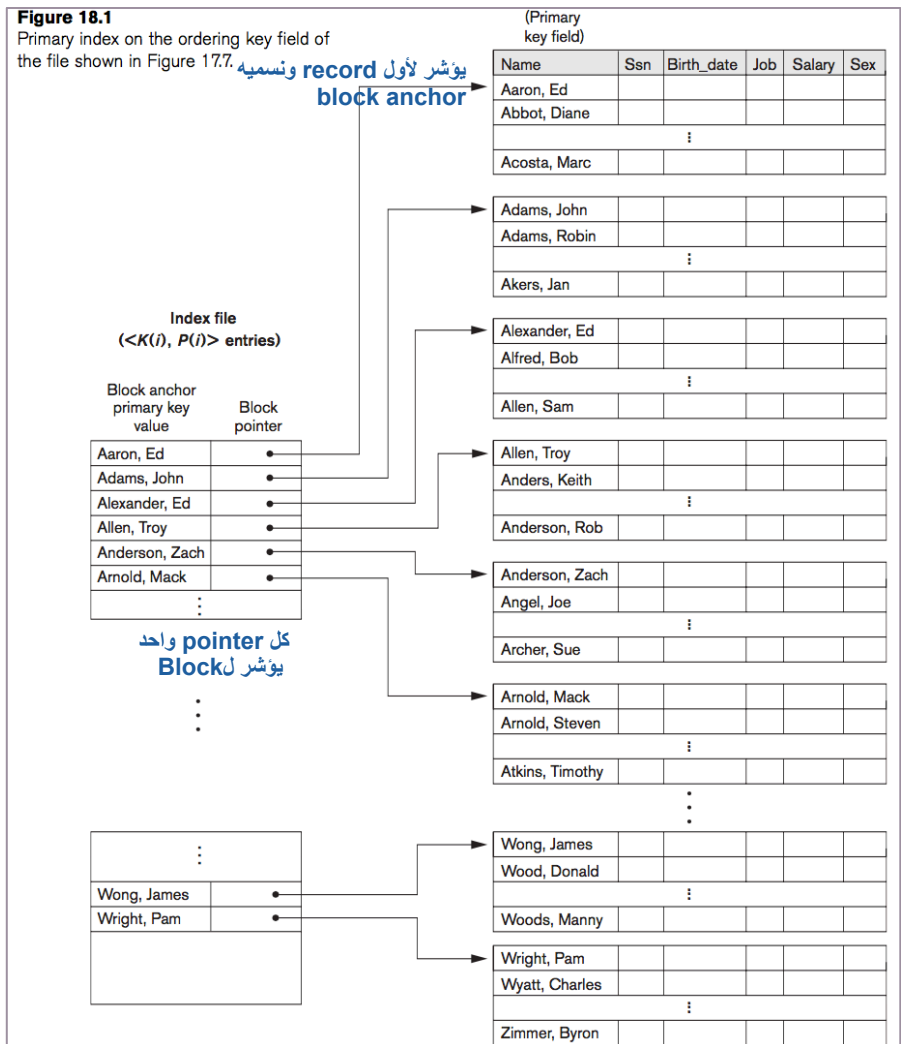 Figure 18.1
Primary index on the ordering key field of
the file shown in Figure 17.7.
يؤشر لأول record ونسميه
block anchor
(Primary
key field)
Name Ssn Birth_date Job Salary Sex
Aaron, Ed
Abbot, Diane
⋮
Acosta, Marc
Adams, John
Adams, Robin
⋮
Akers, Jan
Alexander, Ed
Alfred, Bob
⋮
Allen, Sam
Allen, Troy
Anders, Keith
⋮
Anderson, Rob
Anderson, Zach
Angel, Joe
⋮
Archer, Sue
Arnold, Mack
Arnold, Steven
⋮
Atkins, Timothy
⋮
Wong, James
Wood, Donald
⋮
Woods, Manny
Wright, Pam
Wyatt, Charles
⋮
Zimmer, Byron
Index file
(<K(i), P(i)> entries)
Block anchor
primary key
value
Block
pointer
Aaron, Ed
Adams, John
Alexander, Ed
Allen, Troy
Anderson, Zach
Arnold, Mack
⋮
كل pointer واحد
يؤشر لBlock
⋮
⋮
Wong, James
Wright, Pam